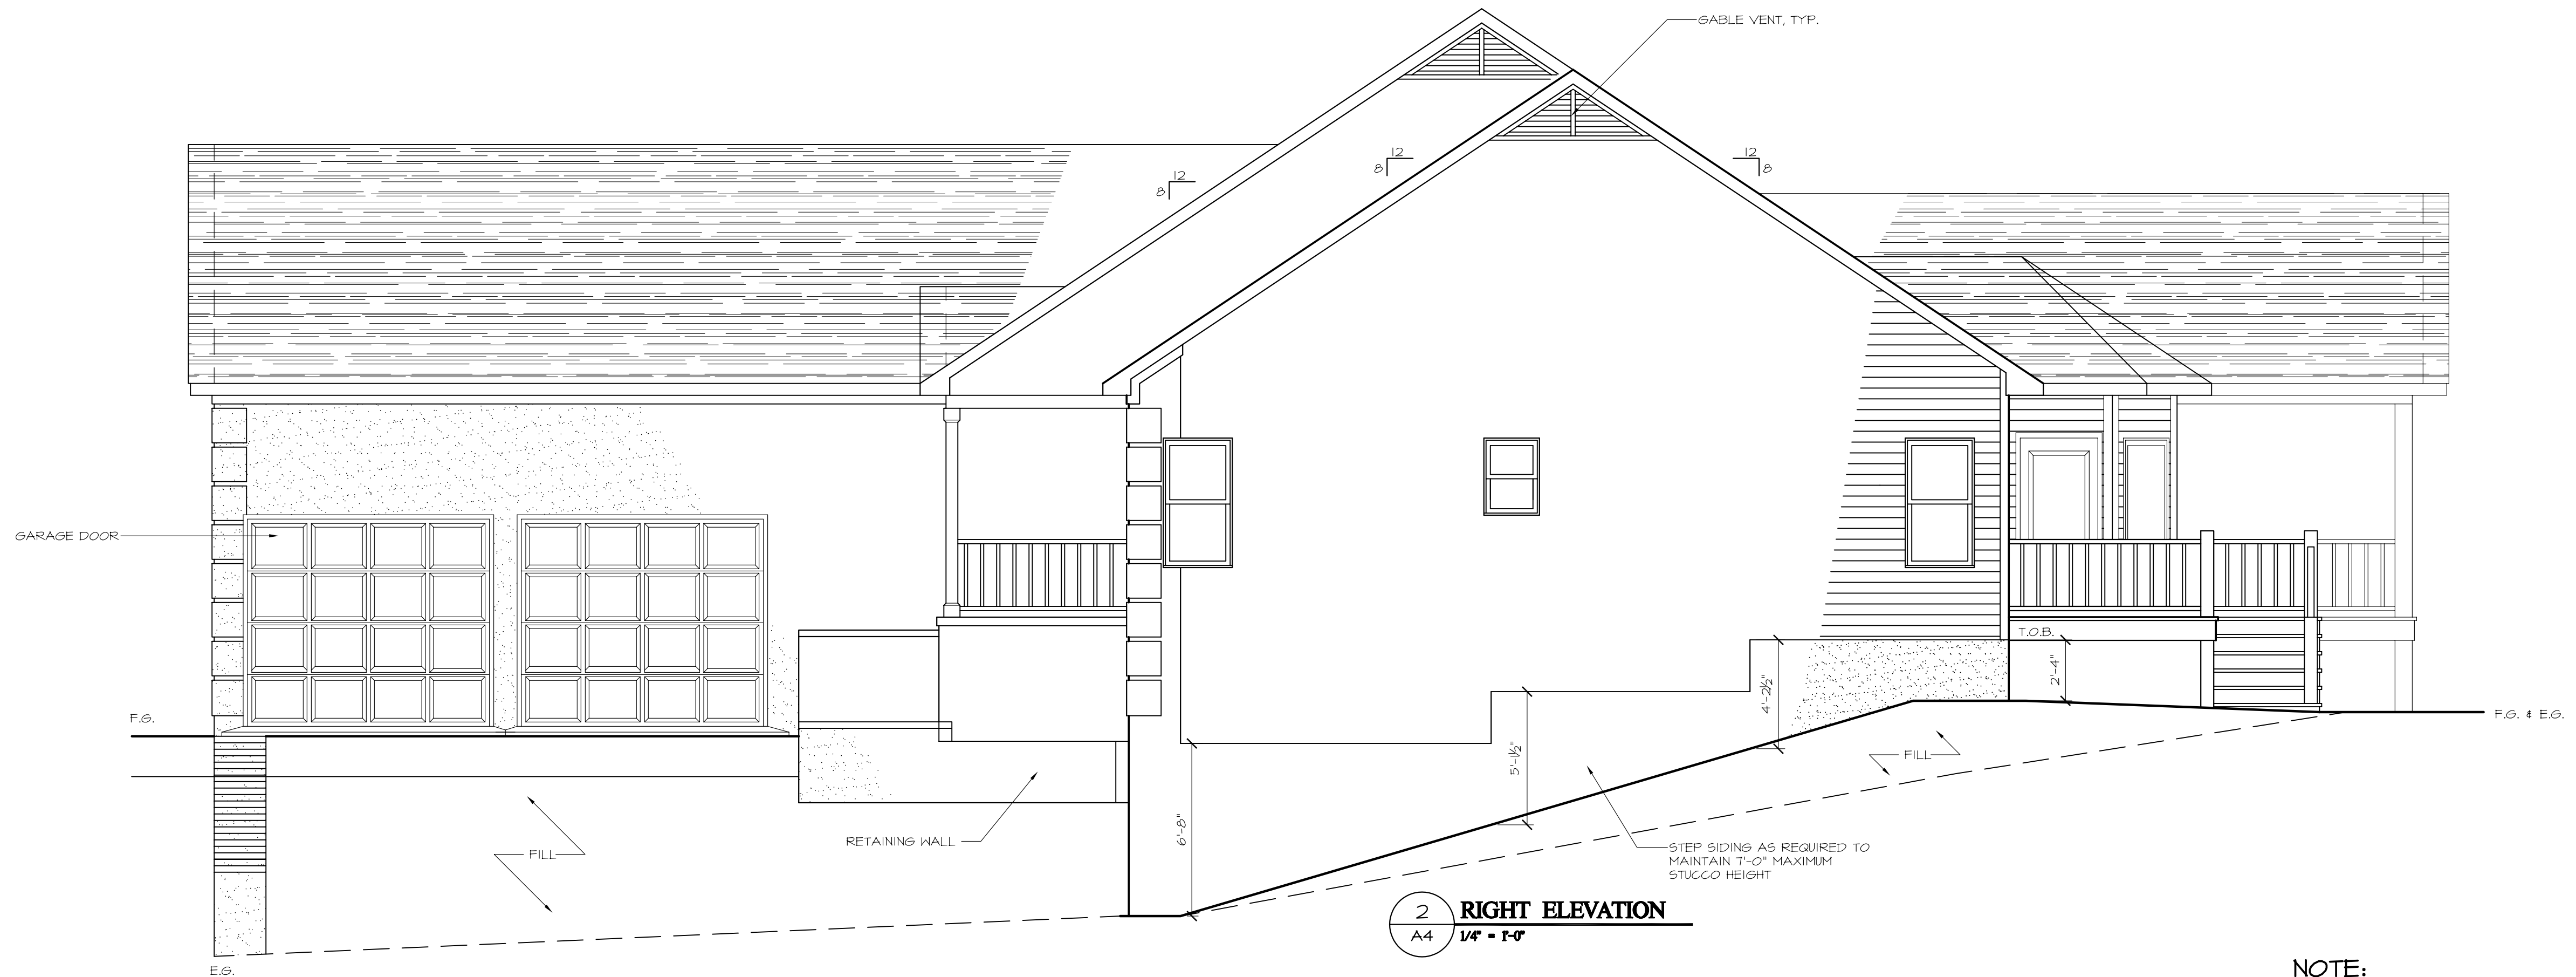 GABLE VENT, TYP.
12
8
12
8
12
8
GARAGE DOOR
T.O.B.
2'-4"
4'-2½"
F.G.
F.G. & E.G.
5'-1½"
FILL
6'-8"
RETAINING WALL
FILL
STEP SIDING AS REQUIRED TO
MAINTAIN 7'-0" MAXIMUM
STUCCO HEIGHT
2
A4
RIGHT ELEVATION
1/4" = 1'-0"
E.G.
NOTE: